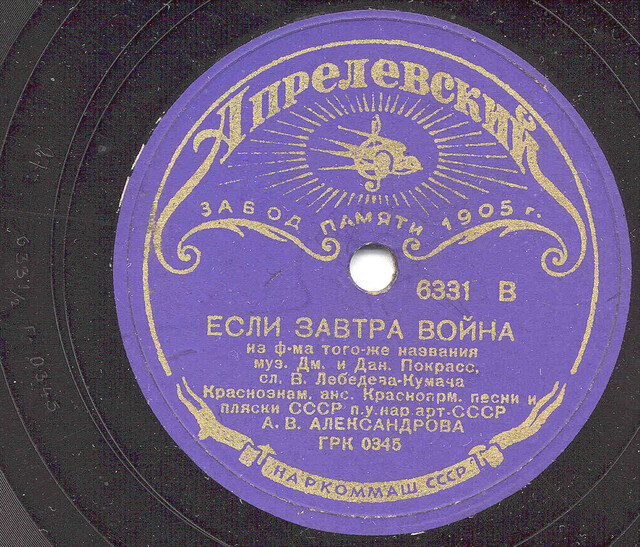 Апрелевский
ЗАВОД ПАМЯТИ 1905 г.
6331 В
ЕСЛИ ЗАВТРА ВОЙНА
из ф-ма того-же названия
муз. Дм. и Дан. Покрасс,
сл. В. Лебедева-Кумача
Краснознам. анс. Красноарм. песни и
пляски СССР п.у. нар. арт. СССР
А. В. АЛЕКСАНДРОВА
ГРК 0345
НАРКОММАШ СССР